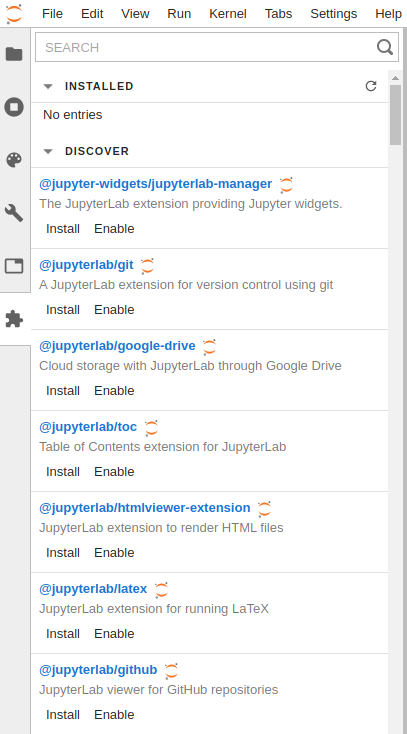 File Edit View Run Kernel Tabs Settings Help
SEARCH
INSTALLED
No entries
DISCOVER
@jupyter-widgets/jupyterlab-manager
The JupyterLab extension providing Jupyter widgets.
Install Enable
@jupyterlab/git
A JupyterLab extension for version control using git
Install Enable
@jupyterlab/google-drive
Cloud storage with JupyterLab through Google Drive
Install Enable
@jupyterlab/toc
Table of Contents extension for JupyterLab
Install Enable
@jupyterlab/htmlviewer-extension
JupyterLab extension to render HTML files
Install Enable
@jupyterlab/latex
JupyterLab extension for running LaTeX
Install Enable
@jupyterlab/github
JupyterLab viewer for GitHub repositories
Install Enable